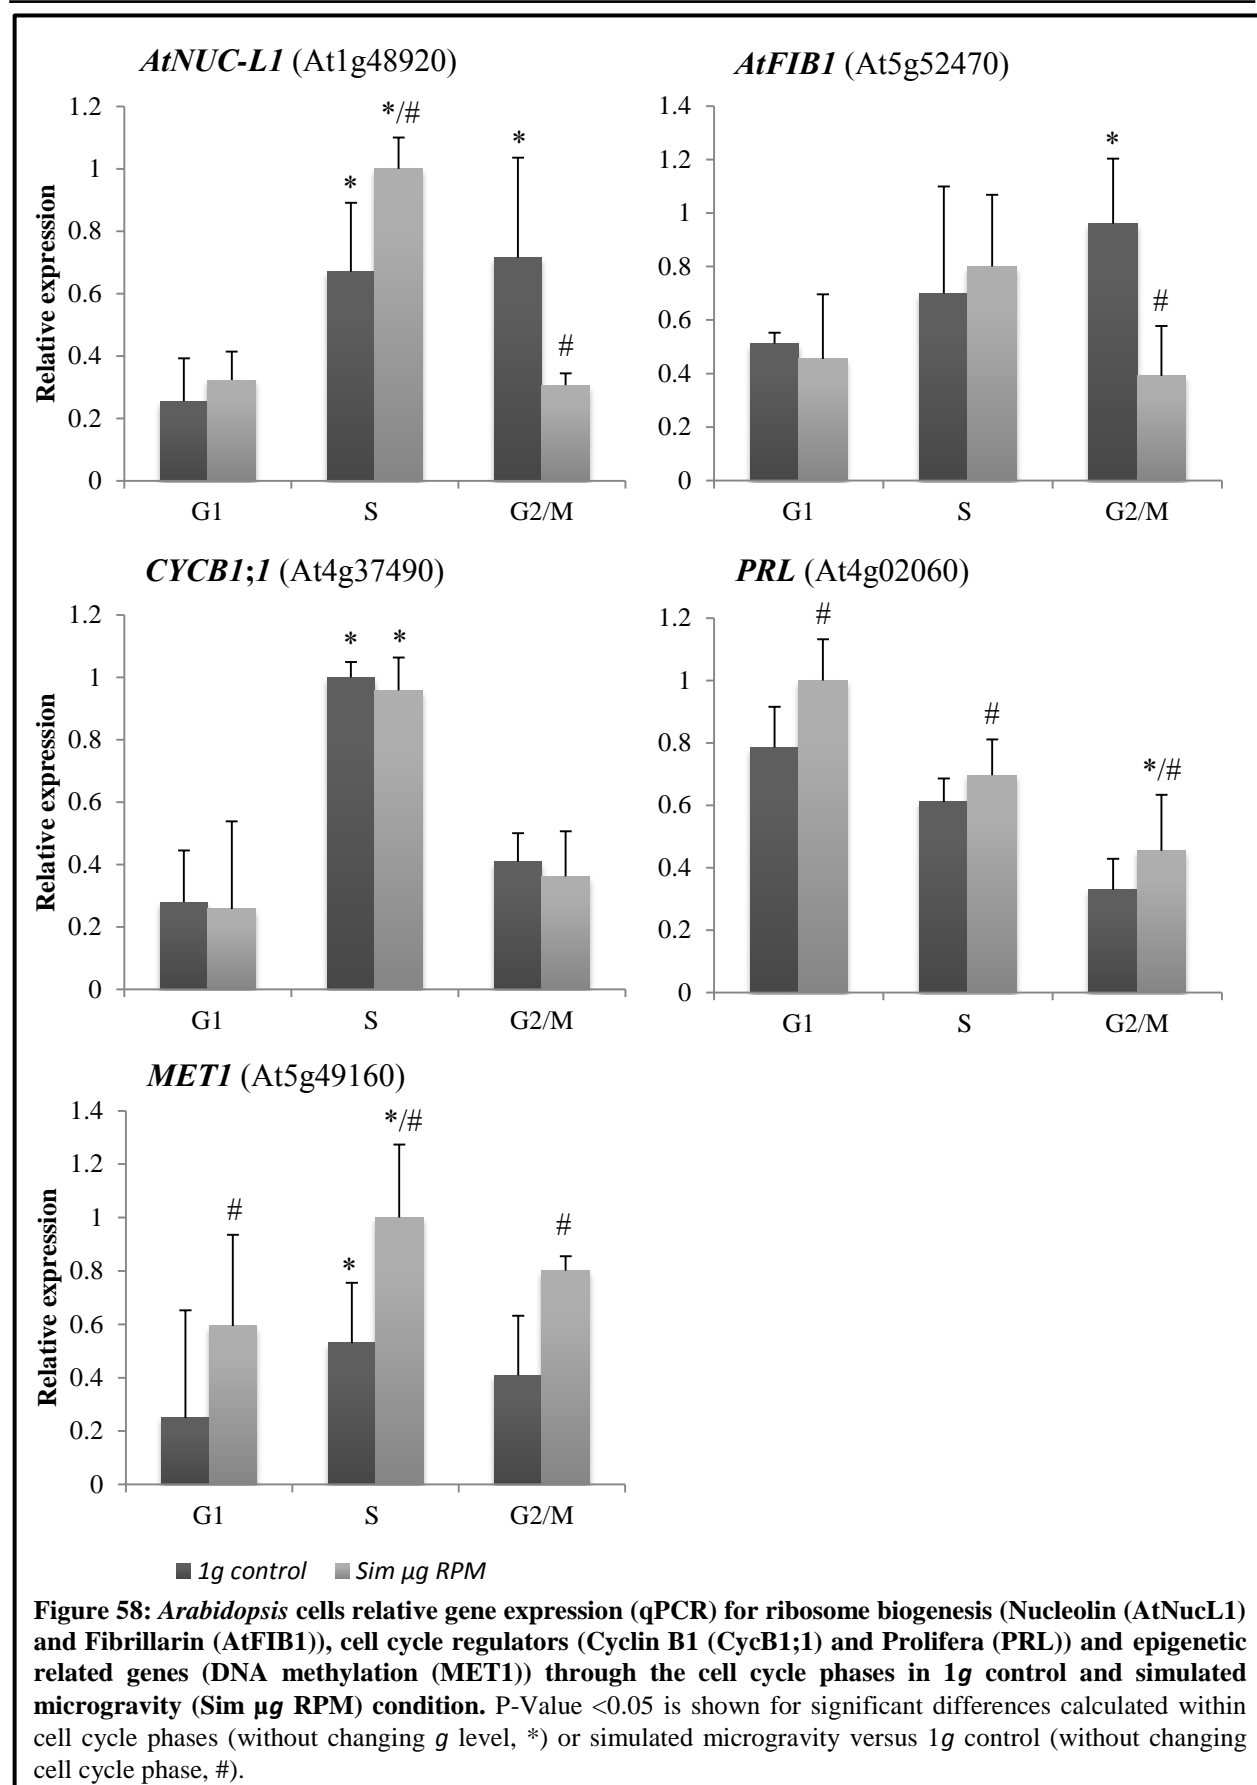 AtNUC-L1 (At1g48920)
Relative expression
1.2
1
0.8
0.6
0.4
0.2
0
*
*/#
*
#
G1 S G2/M
AtFIB1 (At5g52470)
1.4
1.2
1
0.8
0.6
0.4
0.2
0
*
#
G1 S G2/M
CYCB1;1 (At4g37490)
Relative expression
1.2
1
0.8
0.6
0.4
0.2
0
* *
G1 S G2/M
PRL (At4g02060)
1.2
1
0.8
0.6
0.4
0.2
0
#
#
*/#
G1 S G2/M
MET1 (At5g49160)
Relative expression
1.4
1.2
1
0.8
0.6
0.4
0.2
0
#
*
*/#
#
G1 S G2/M
1g control Sim µg RPM
Figure 58: Arabidopsis cells relative gene expression (qPCR) for ribosome biogenesis (Nucleolin (AtNucL1)
and Fibrillarin (AtFIB1)), cell cycle regulators (Cyclin B1 (CycB1;1) and Prolifera (PRL)) and epigenetic
related genes (DNA methylation (MET1)) through the cell cycle phases in 1g control and simulated
microgravity (Sim µg RPM) condition. P-Value <0.05 is shown for significant differences calculated within
cell cycle phases (without changing g level, *) or simulated microgravity versus 1g control (without changing
cell cycle phase, #).